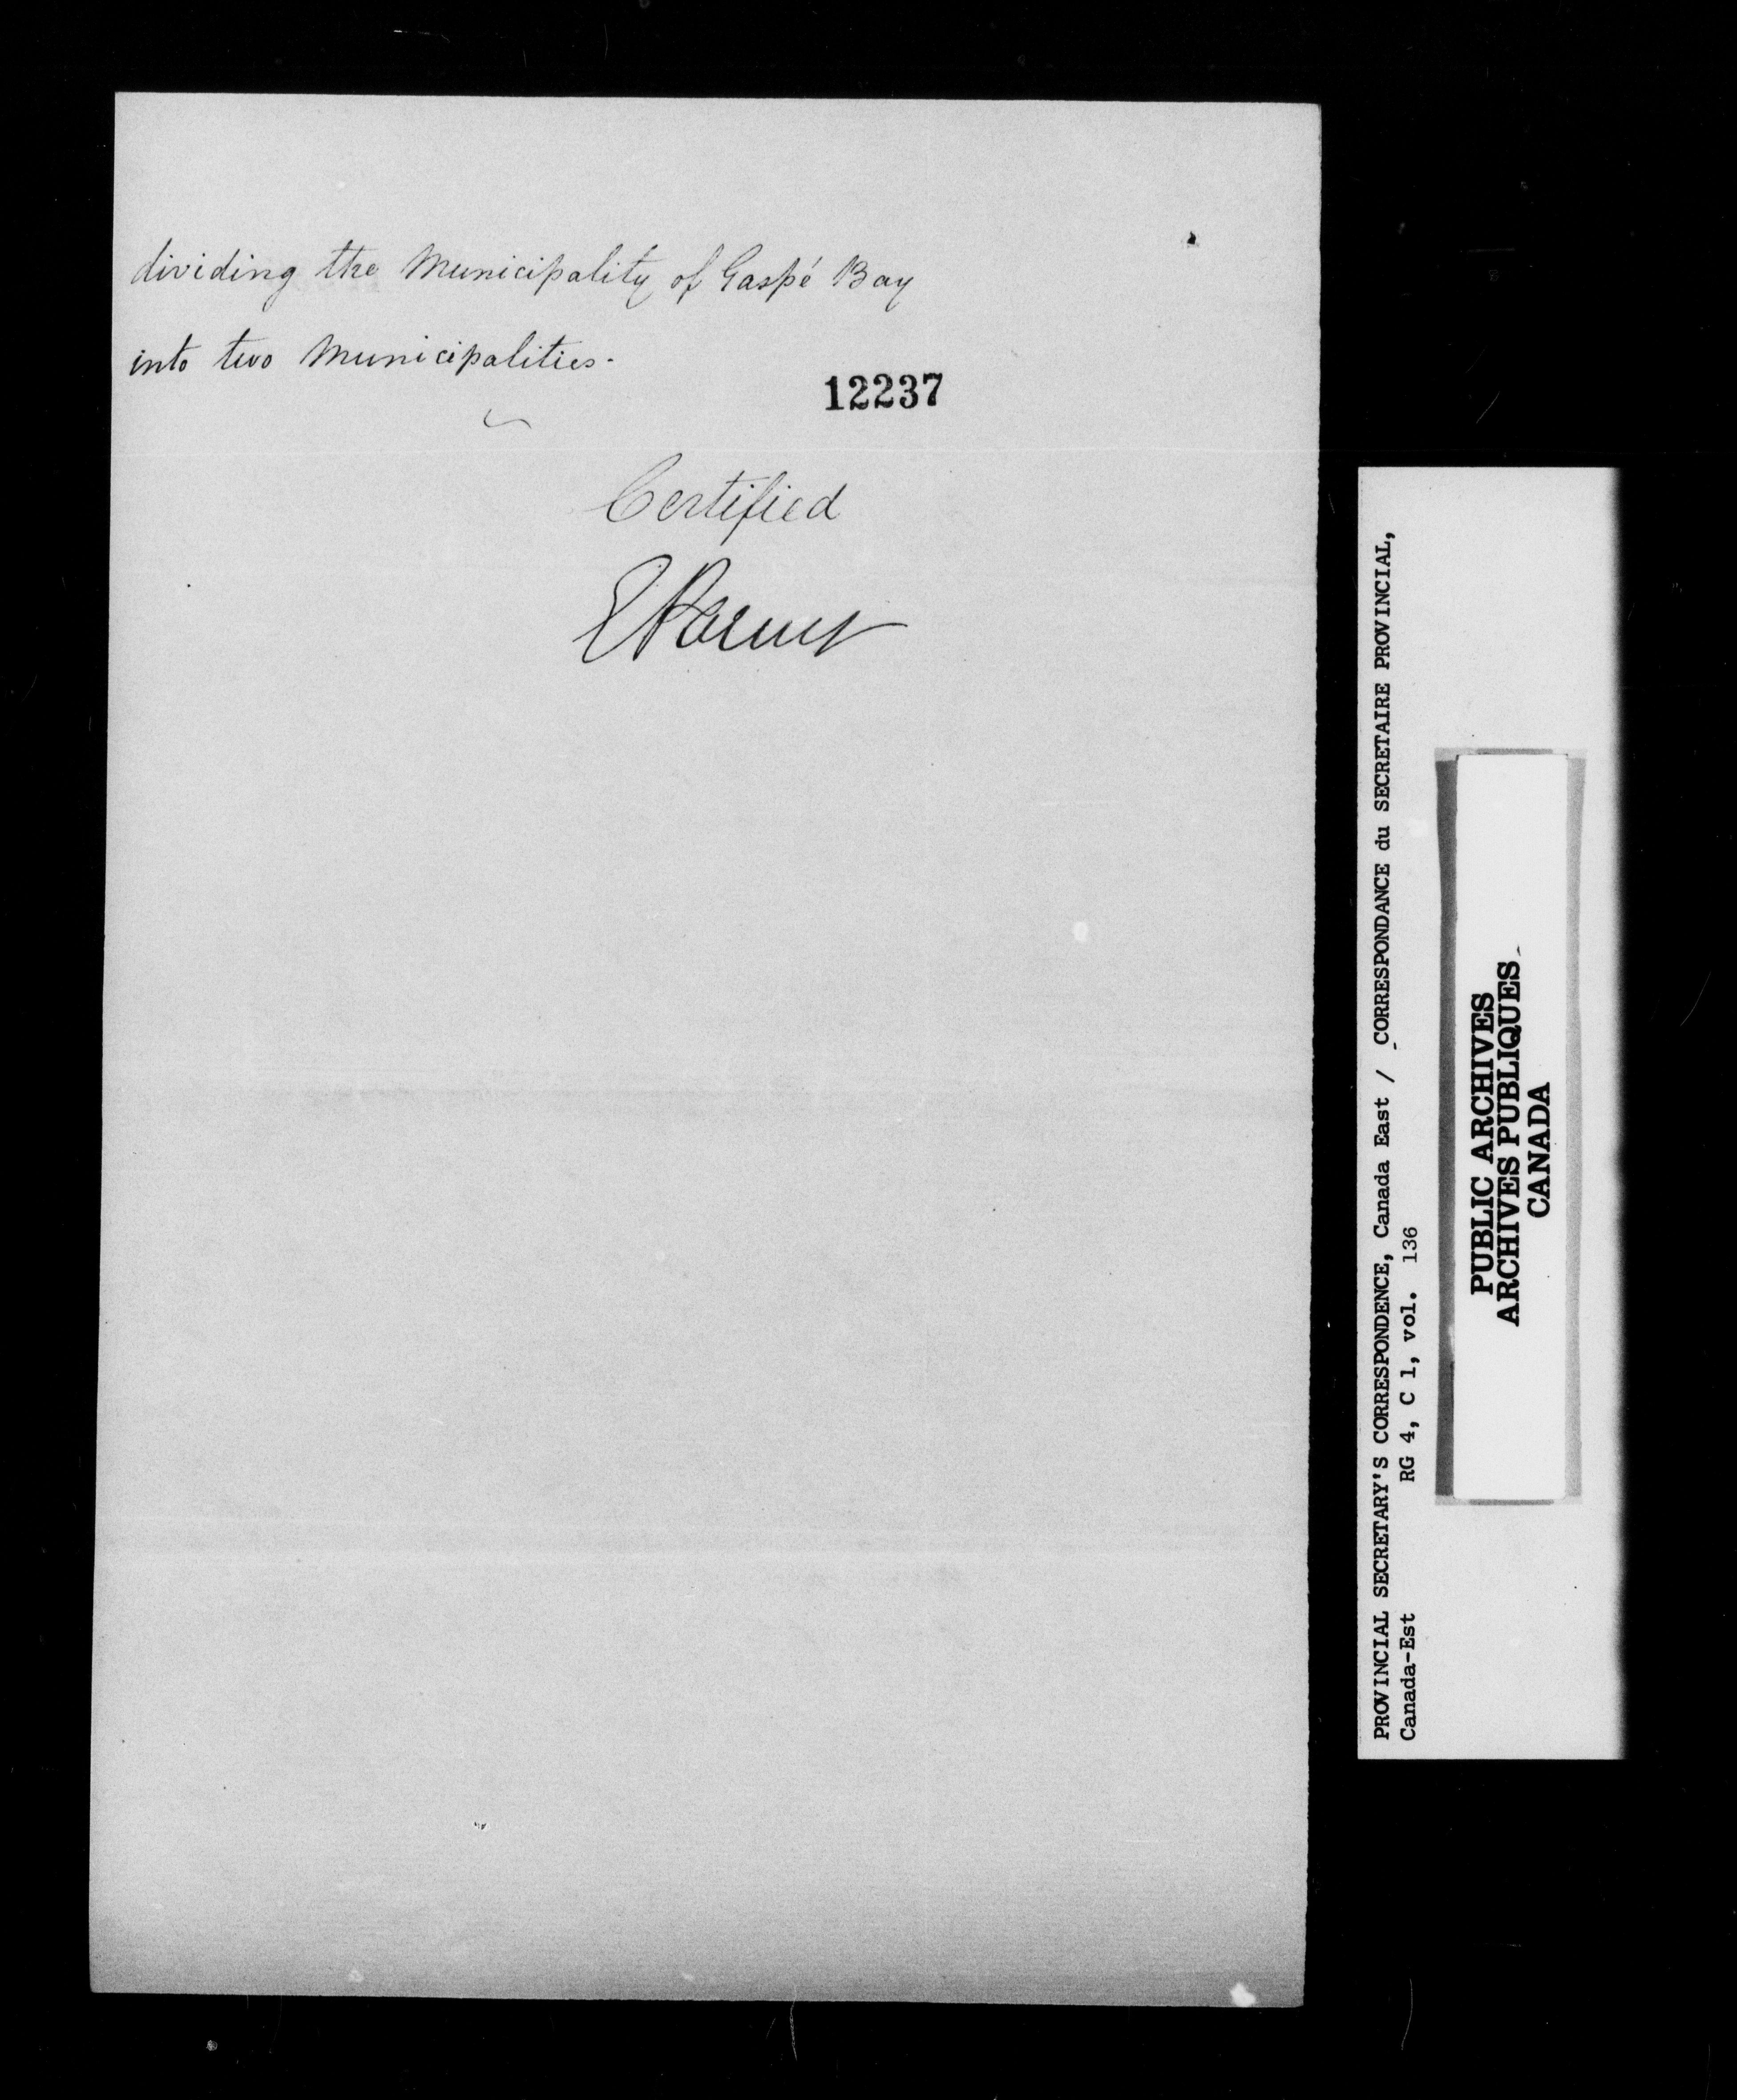 dividing the Municipality of Gaspé Bay
into two Municipalities.
12237
Certified
PROVINCIAL SECRETARY'S CORRESPONDENCE, Canada East / CORRESPONDANCE du SECRETAIRE PROVINCIAL,
Canada-Est RG 4, C 1, vol. 136
PUBLIC ARCHIVES
ARCHIVES PUBLIQUES
CANADA